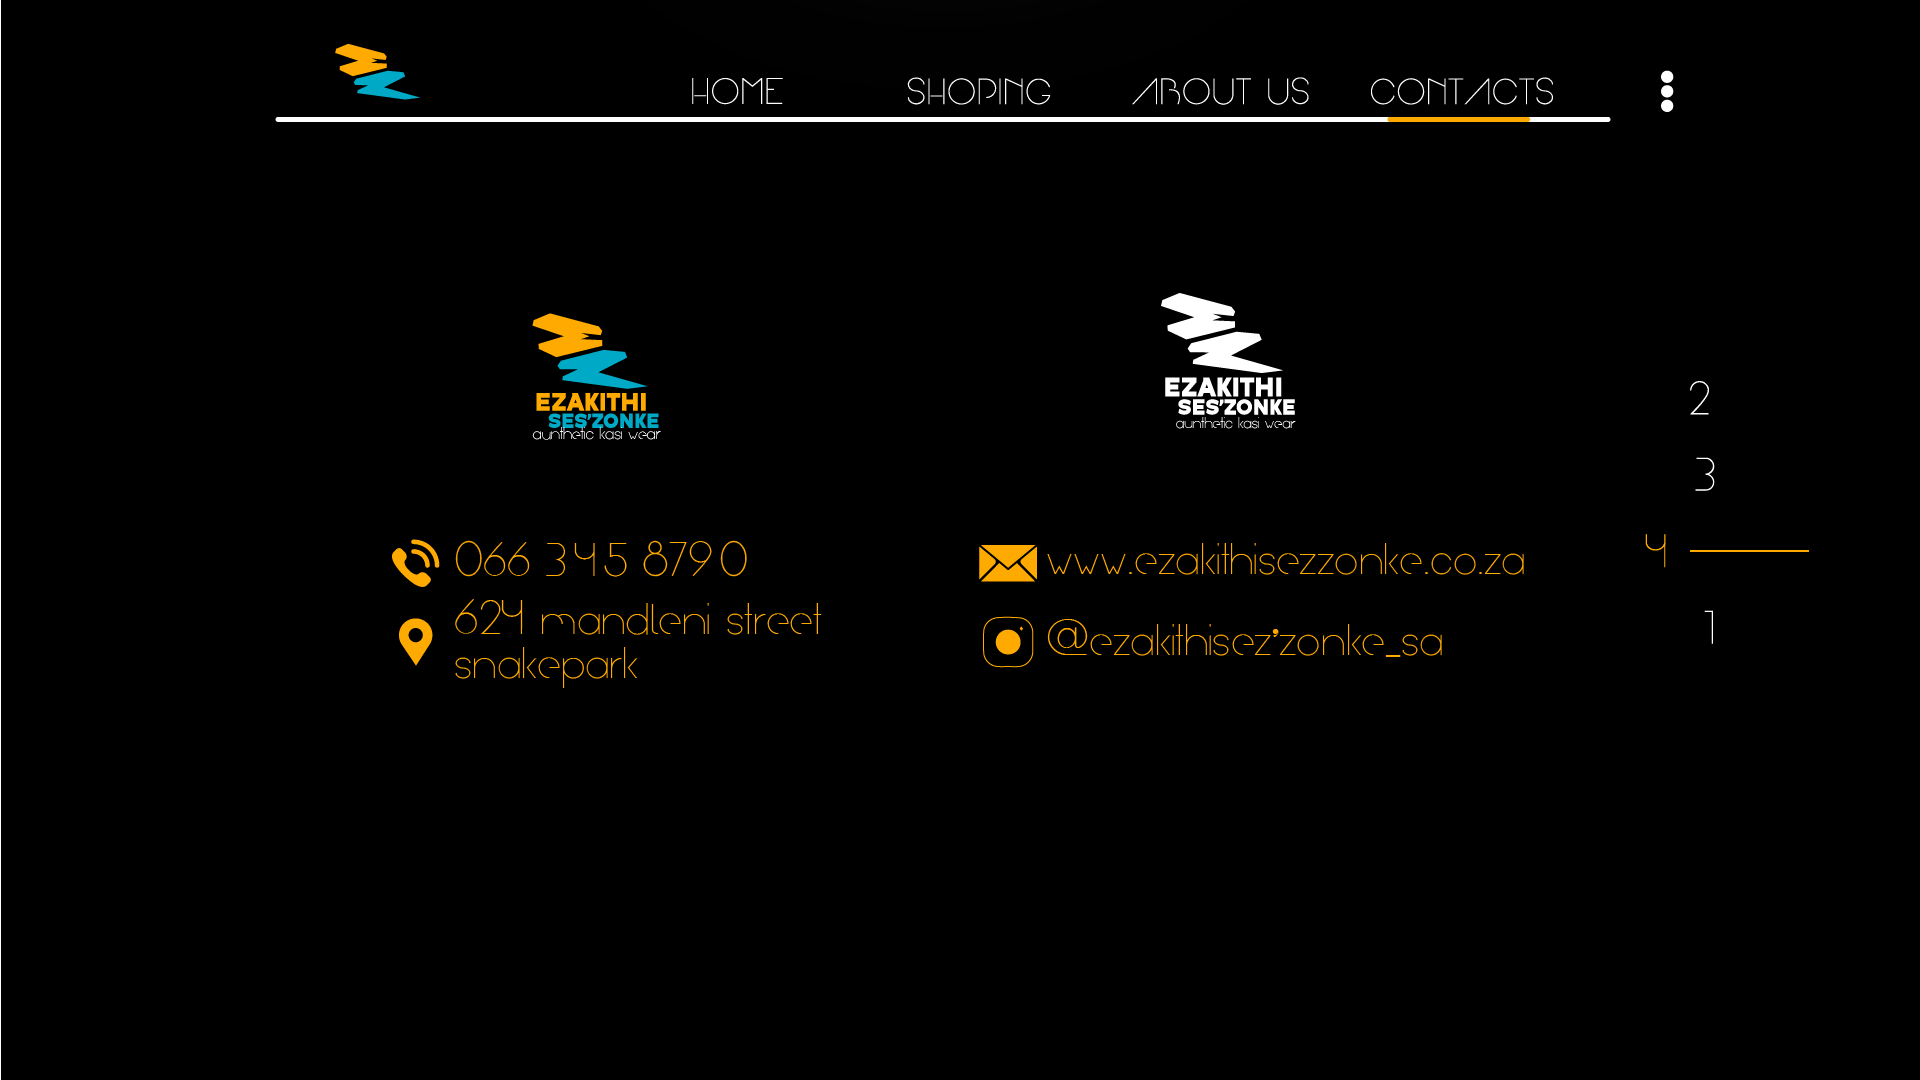 HOME SHOPING ABOUT US CONTACTS
EZAKITHI
SES'ZONKE
aunthetic kasi wear
EZAKITHI
SES'ZONKE
aunthetic kasi wear
2
3
4
1
066 345 8790
624 mandleni street
snakepark
www.ezakithisezzonke.co.za
@ezakithisez'zonke_sa